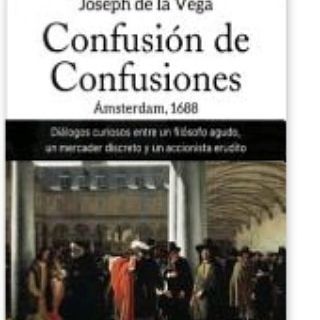 Joseph de la Vega
Confusión de
Confusiones
Ámsterdam, 1688
Diálogos curiosos entre un filósofo agudo,
un mercader discreto y un accionista erudito